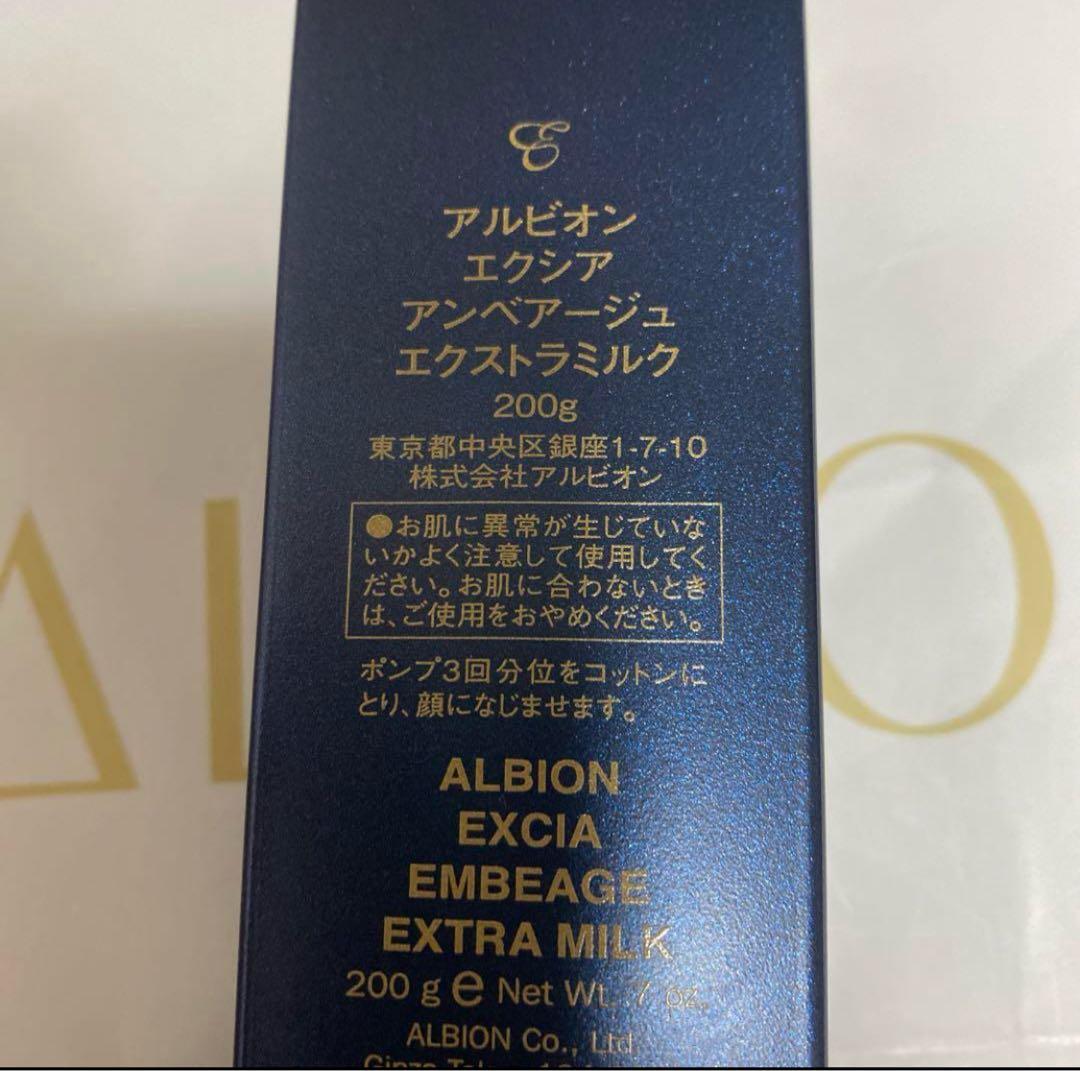 E
アルビオン
エクシア
アンベアージュ
エクストラミルク
200g
東京都中央区銀座1-7-10
株式会社アルビオン
●お肌に異常が生じていな
いかよく注意して使用してく
ださい。お肌に合わないとき
は、ご使用をおやめください。
ポンプ3回分位をコットンに
とり、顔になじませます。
ALBION
EXCIA
EMBEAGE
EXTRA MILK
200 g e Net Wt. 7 oz.
ALBION Co., Ltd
Ginza